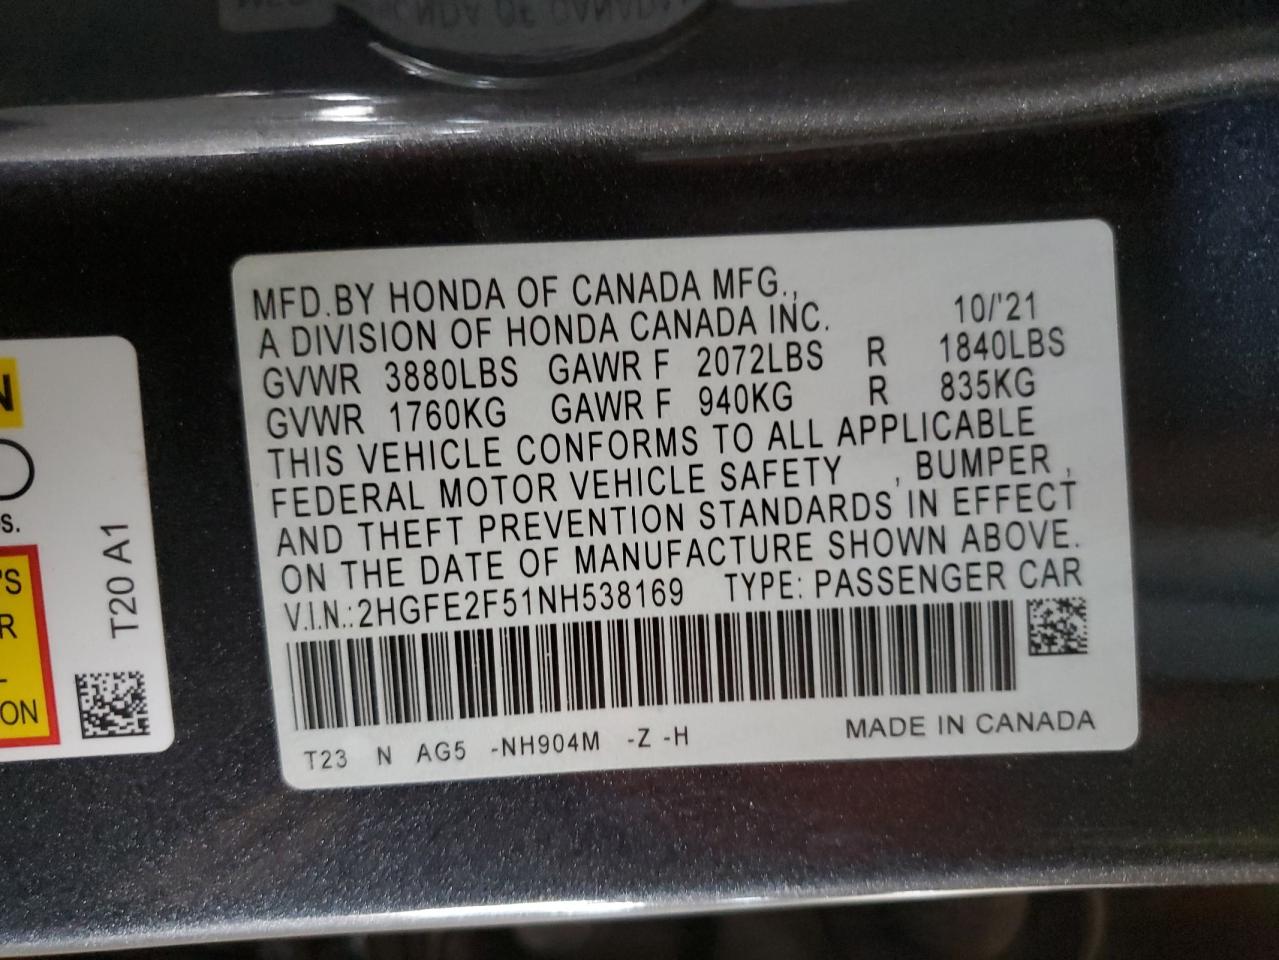 MFD.BY HONDA OF CANADA MFG.,
A DIVISION OF HONDA CANADA INC. 10/'21
GVWR 3880LBS GAWR F 2072LBS R 1840LBS
GVWR 1760KG GAWR F 940KG R 835KG
THIS VEHICLE CONFORMS TO ALL APPLICABLE
FEDERAL MOTOR VEHICLE SAFETY , BUMPER ,
AND THEFT PREVENTION STANDARDS IN EFFECT
ON THE DATE OF MANUFACTURE SHOWN ABOVE.
V.I.N.:2HGFE2F51NH538169 TYPE: PASSENGER CAR
T23 N AG5 -NH904M -Z -H MADE IN CANADA
N
S.
'S
R
-
ON
T20 A1